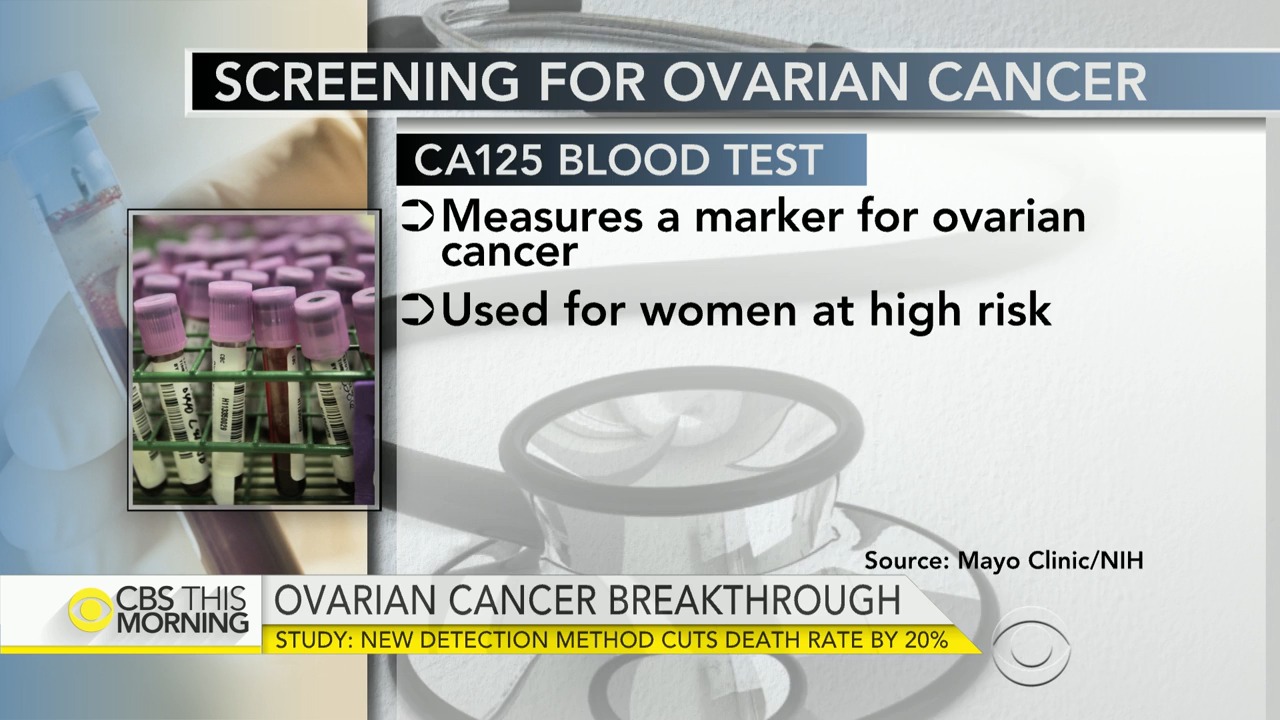 SCREENING FOR OVARIAN CANCER
CA125 BLOOD TEST
➲ Measures a marker for ovarian
cancer
➲ Used for women at high risk
Source: Mayo Clinic/NIH
CBS THIS
MORNING
OVARIAN CANCER BREAKTHROUGH
STUDY: NEW DETECTION METHOD CUTS DEATH RATE BY 20%